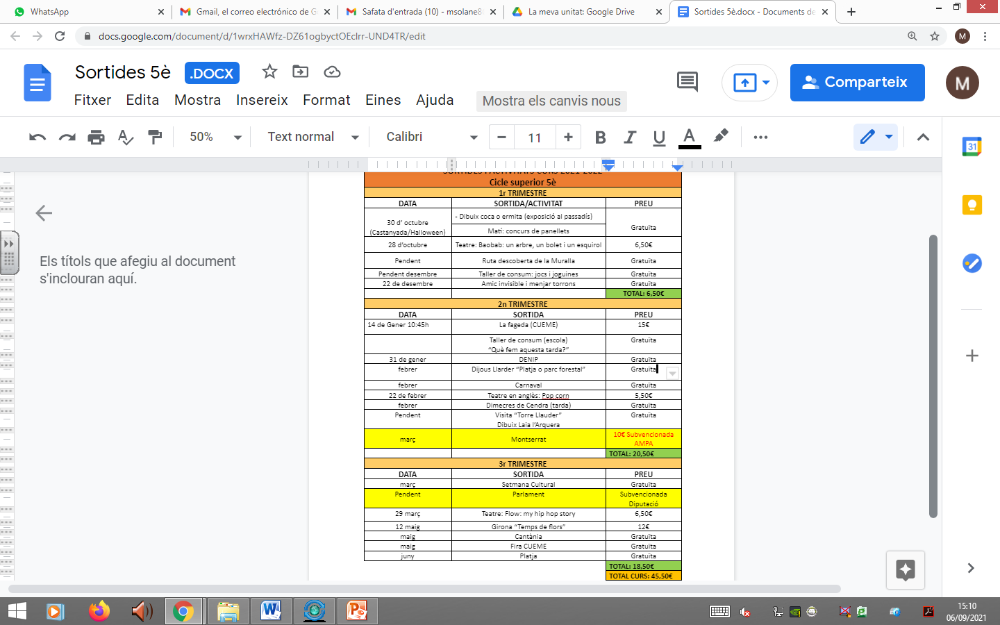 WhatsApp
Gmail, el correo electrónico de G
Safata d'entrada (10) - msolane8
La meva unitat: Google Drive
Sortides 5è.docx - Documents de
docs.google.com/document/d/1wrxHAWfz-DZ61ogbyctOEclrr-UND4TR/edit
M
Sortides 5è
.DOCX
Comparteix
M
Fitxer Edita Mostra Insereix Format Eines Ajuda
Mostra els canvis nous
50% Text normal Calibri 11 B I U A
31
Els títols que afegiu al document
s'inclouran aquí.
SORTIDES I ACTIVITATS CURS 2021-2022
Cicle superior 5è
1r TRIMESTRE
DATA SORTIDA/ACTIVITAT PREU
30 d' octubre
(Castanyada/Halloween)
- Dibuix coca o ermita (exposició al passadís)
Matí: concurs de panellets
Gratuïta
28 d'octubre Teatre: Baobab: un arbre, un bolet i un esquirol 6,50€
Pendent Ruta descoberta de la Muralla Gratuïta
Pendent desembre Taller de consum: jocs i joguines Gratuïta
22 de desembre Amic invisible i menjar torrons Gratuïta
TOTAL: 6,50€
2n TRIMESTRE
DATA SORTIDA PREU
14 de Gener 10:45h La fageda (CUEME) 15€
Taller de consum (escola) Gratuïta
“Què fem aquesta tarda?”
31 de gener DENIP Gratuïta
febrer Dijous Llarder “Platja o parc forestal” Gratuïta
febrer Carnaval Gratuïta
22 de febrer Teatre en anglès: Pop corn 5,50€
febrer Dimecres de Cendra (tarda) Gratuïta
Pendent Visita “Torre Llauder” Gratuïta
Dibuix Laia l'Arquera
març Montserrat 10€ Subvencionada
AMPA
TOTAL: 20,50€
3r TRIMESTRE
DATA SORTIDA PREU
març Setmana Cultural Gratuïta
Pendent Parlament Subvencionada
Diputació
29 març Teatre: Flow: my hip hop story 6,50€
12 maig Girona “Temps de flors” 12€
maig Cantània Gratuïta
maig Fira CUEME Gratuïta
juny Platja Gratuïta
TOTAL: 18,50€
TOTAL CURS: 45,50€
15:10
06/09/2021